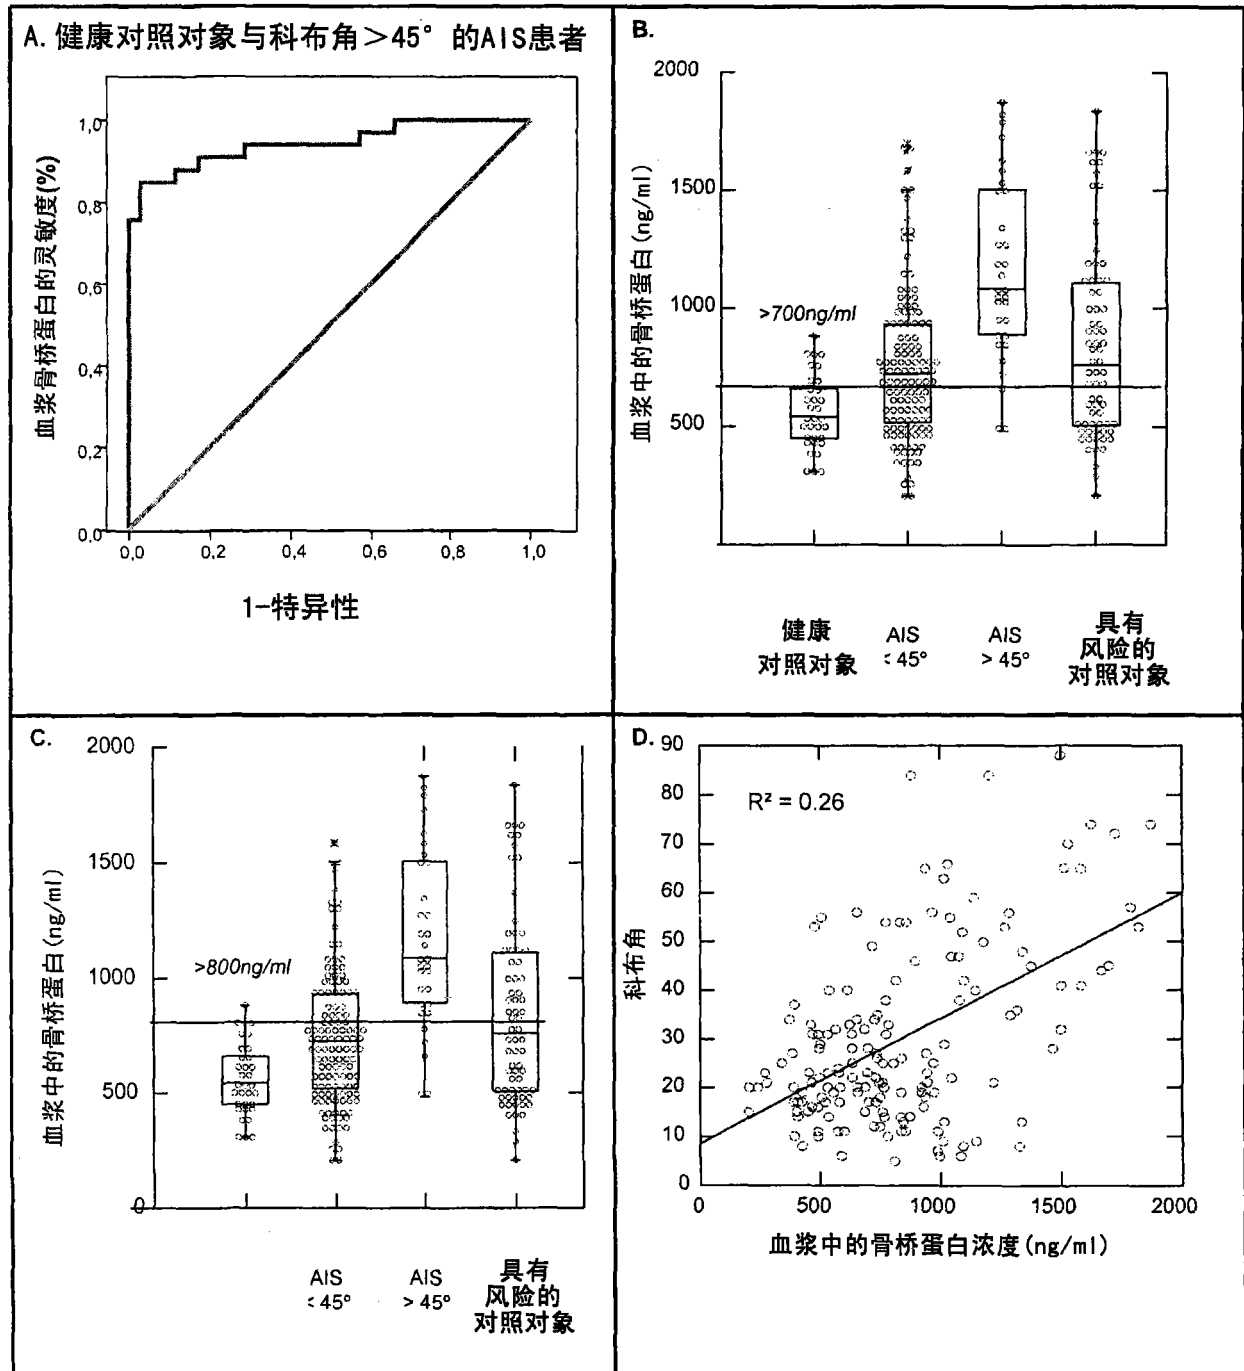 A. 健康对照对象与科布角>45° 的AIS患者
血浆骨桥蛋白的灵敏度(%)
1,0
0,8
0,6
0,4
0,2
0,0
0,0 0,2 0,4 0,6 0,8 1,0
1-特异性
B.
血浆中的骨桥蛋白(ng/ml)
2000
1500
1000
500
>700ng/ml
健康
对照对象
AIS
< 45°
AIS
> 45°
具有
风险的
对照对象
C.
血浆中的骨桥蛋白(ng/ml)
2000
1500
1000
500
0
>800ng/ml
AIS
< 45°
AIS
> 45°
具有
风险的
对照对象
D.
科布角
90
80
70
60
50
40
30
20
10
0
R² = 0.26
0 500 1000 1500 2000
血浆中的骨桥蛋白浓度(ng/ml)